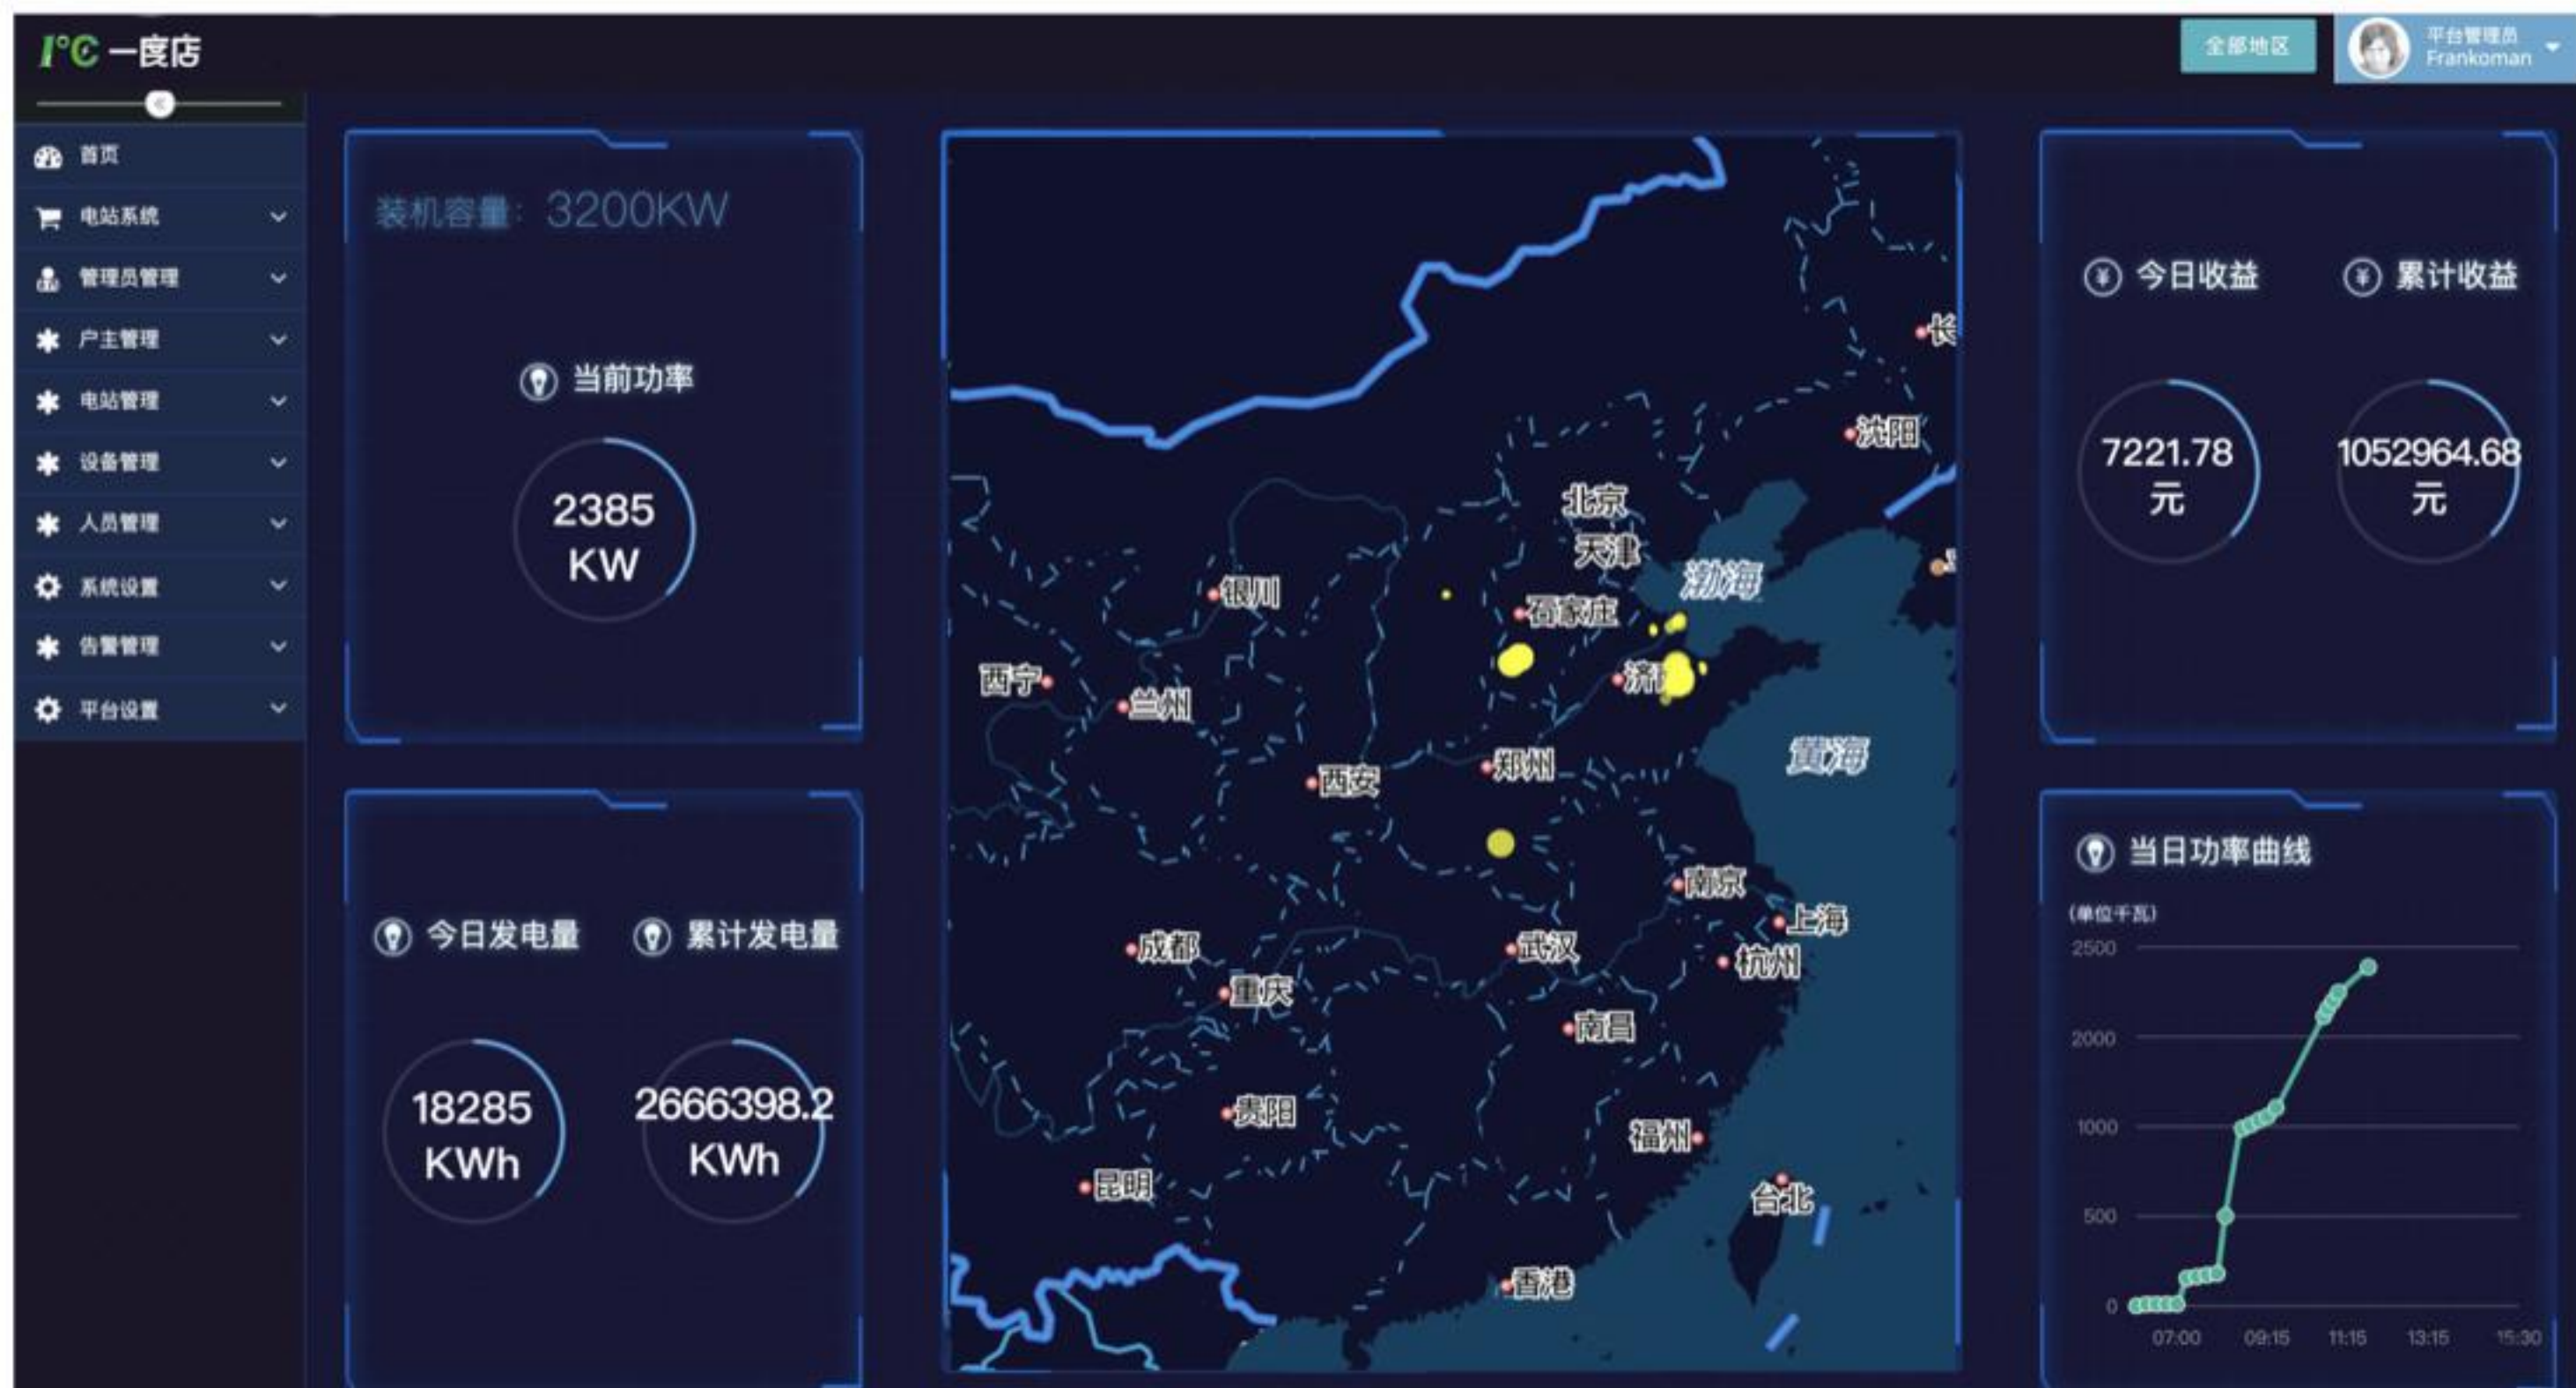 1°C 一度店
全部地区
平台管理员
Frankoman
首页
电站系统
管理员管理
户主管理
电站管理
设备管理
人员管理
系统设置
告警管理
平台设置
装机容量：3200KW
当前功率
2385
KW
今日发电量
累计发电量
18285
KWh
2666398.2
KWh
长
沈阳
北京
天津
渤海
银川
石家庄
西宁
济
兰州
黄海
郑州
西安
南京
上海
成都
武汉
杭州
重庆
南昌
贵阳
福州
昆明
台北
香港
今日收益
累计收益
7221.78
元
1052964.68
元
当日功率曲线
(单位千瓦)
2500
2000
1000
500
0
07:00 09:15 11:15 13:15 15:30